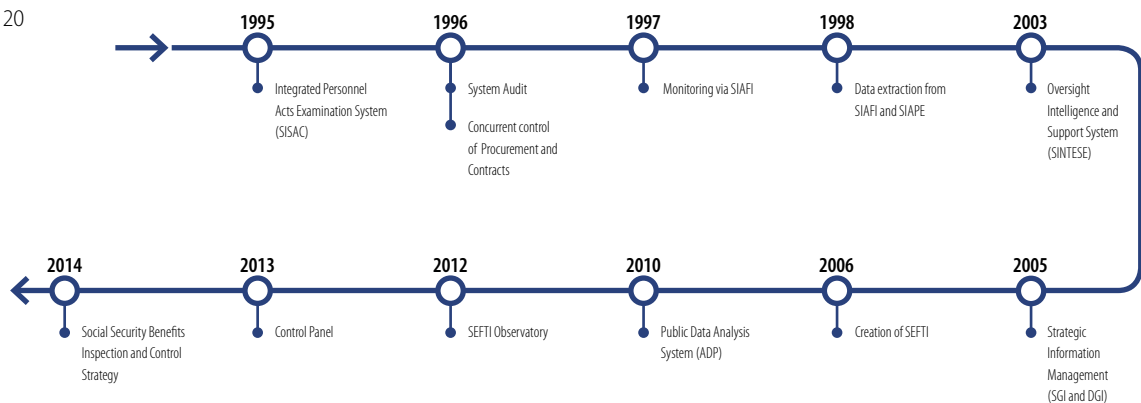 20
1995
Integrated Personnel
Acts Examination System
(SISAC)
1996
System Audit
Concurrent control
of Procurement and
Contracts
1997
Monitoring via SIAFI
1998
Data extraction from
SIAFI and SIAPE
2003
Oversight
Intelligence and
Support System
(SINTESE)
2014
Social Security Benefits
Inspection and Control
Strategy
2013
Control Panel
2012
SEFTI Observatory
2010
Public Data Analysis
System (ADP)
2006
Creation of SEFTI
2005
Strategic
Information
Management
(SGI and DGI)